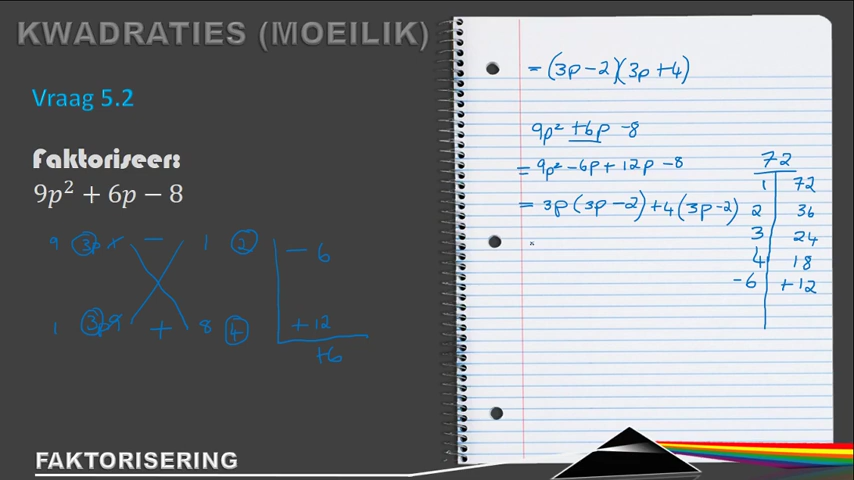 KWADRATIES (MOEILIK)
Vraag 5.2
Faktoriseer:
9p² + 6p − 8
9 3p − 1 2 − 6
1 3p 9 + 8 4 + 12
+6
= (3p − 2)(3p + 4)
9p² + 6p − 8
= 9p² − 6p + 12p − 8
= 3p (3p − 2) + 4 (3p − 2)
72
1 72
2 36
3 24
4 18
−6 +12
FAKTORISERING